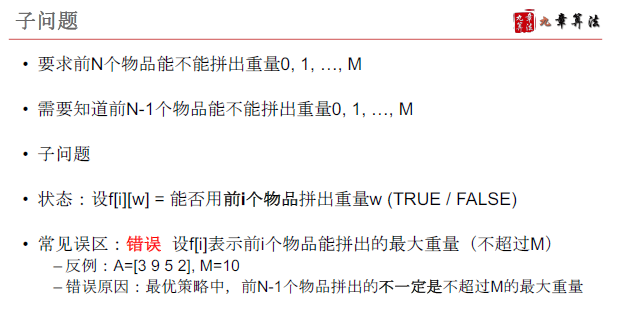 子问题
九章算法
• 要求前N个物品能不能拼出重量0, 1, …, M
• 需要知道前N-1个物品能不能拼出重量0, 1, …, M
• 子问题
• 状态：设f[i][w] = 能否用前i个物品拼出重量w (TRUE / FALSE)
• 常见误区：错误 设f[i]表示前i个物品能拼出的最大重量（不超过M）
–反例：A=[3 9 5 2], M=10
–错误原因：最优策略中，前N-1个物品拼出的不一定是不超过M的最大重量